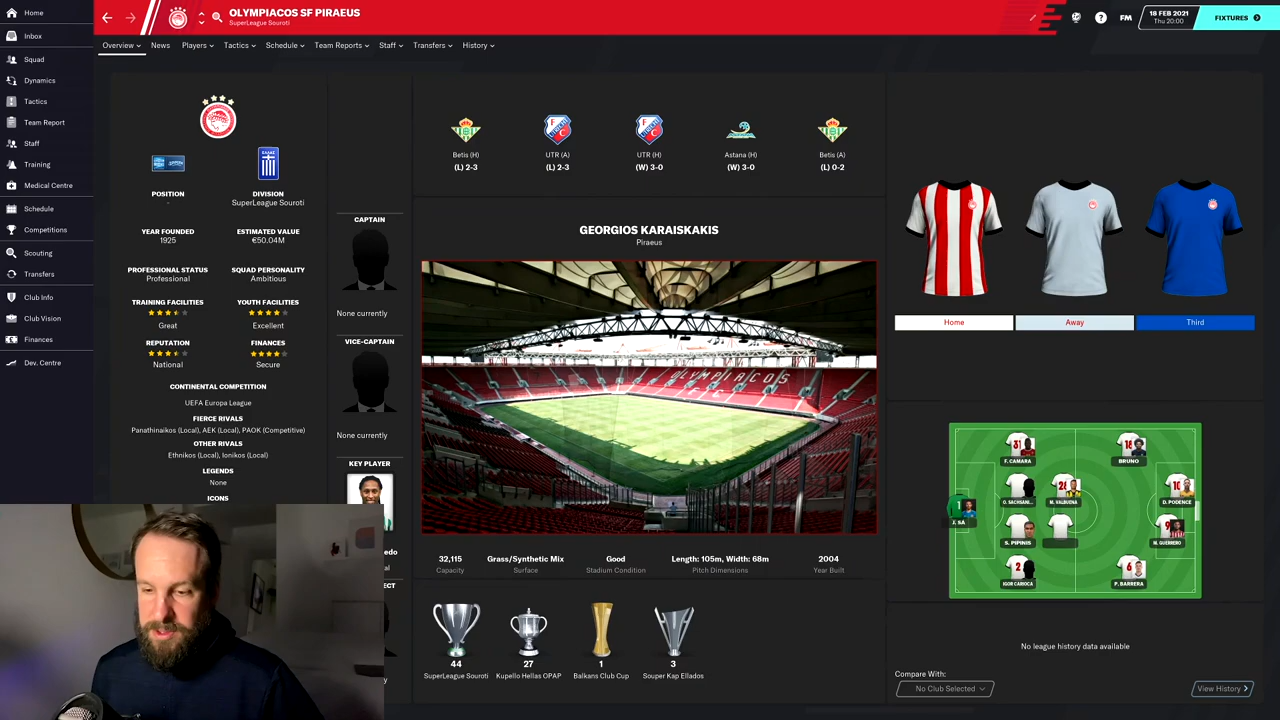 Home
Inbox
Squad
Dynamics
Tactics
Team Report
Staff
Training
Medical Centre
Schedule
Competitions
Scouting
Transfers
Club Info
Club Vision
Finances
Dev. Centre
OLYMPIACOS SF PIRAEUS
SuperLeague Souroti
FM
18 FEB 2021
Thu 20:00
FIXTURES
Overview News Players Tactics Schedule Team Reports Staff Transfers History
POSITION
-
DIVISION
SuperLeague Souroti
YEAR FOUNDED
1925
ESTIMATED VALUE
€50.04M
PROFESSIONAL STATUS
Professional
SQUAD PERSONALITY
Ambitious
TRAINING FACILITIES
Great
YOUTH FACILITIES
Excellent
REPUTATION
National
FINANCES
Secure
CONTINENTAL COMPETITION
UEFA Europa League
FIERCE RIVALS
Panathinaikos (Local), AEK (Local), PAOK (Competitive)
OTHER RIVALS
Ethnikos (Local), Ionikos (Local)
LEGENDS
None
ICONS
CAPTAIN
None currently
VICE-CAPTAIN
None currently
KEY PLAYER
Betis (H)
(L) 2-3
UTR (A)
(L) 2-3
UTR (H)
(W) 3-0
Astana (H)
(W) 3-0
Betis (A)
(L) 0-2
GEORGIOS KARAISKAKIS
Piraeus
OLYMPIACOS
32,115
Capacity
Grass/Synthetic Mix
Surface
Good
Stadium Condition
Length: 105m, Width: 68m
Pitch Dimensions
2004
Year Built
44
SuperLeague Souroti
27
Kupello Hellas OPAP
1
Balkans Club Cup
3
Souper Kap Ellados
Home
Away
Third
31
F. CAMARA
18
BRUNO
M. VALBUENA
10
D. PODENCE
1
J. SÁ
S. PIPINIS
9
M. GUERRERO
2
IGOR CARIOCA
6
P. BARRERA
No league history data available
Compare With:
No Club Selected
View History